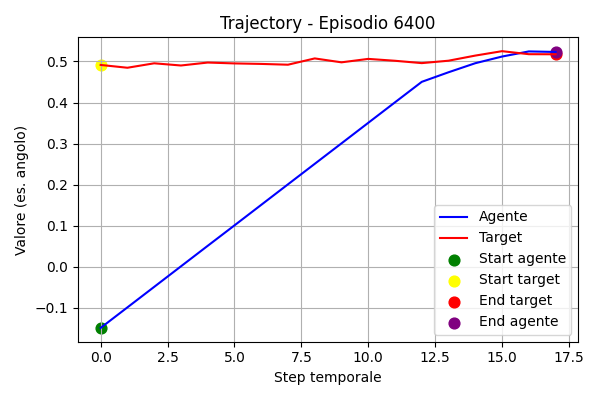 Trajectory - Episodio 6400
Valore (es. angolo)
0.5
0.4
0.3
0.2
0.1
0.0
−0.1
0.0 2.5 5.0 7.5 10.0 12.5 15.0 17.5
Step temporale
Agente
Target
Start agente
Start target
End target
End agente